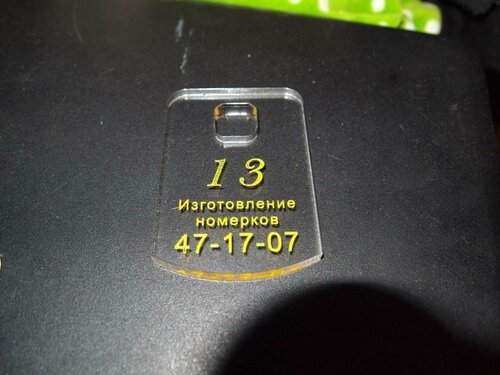 13
Изготовление
номерков
47-17-07